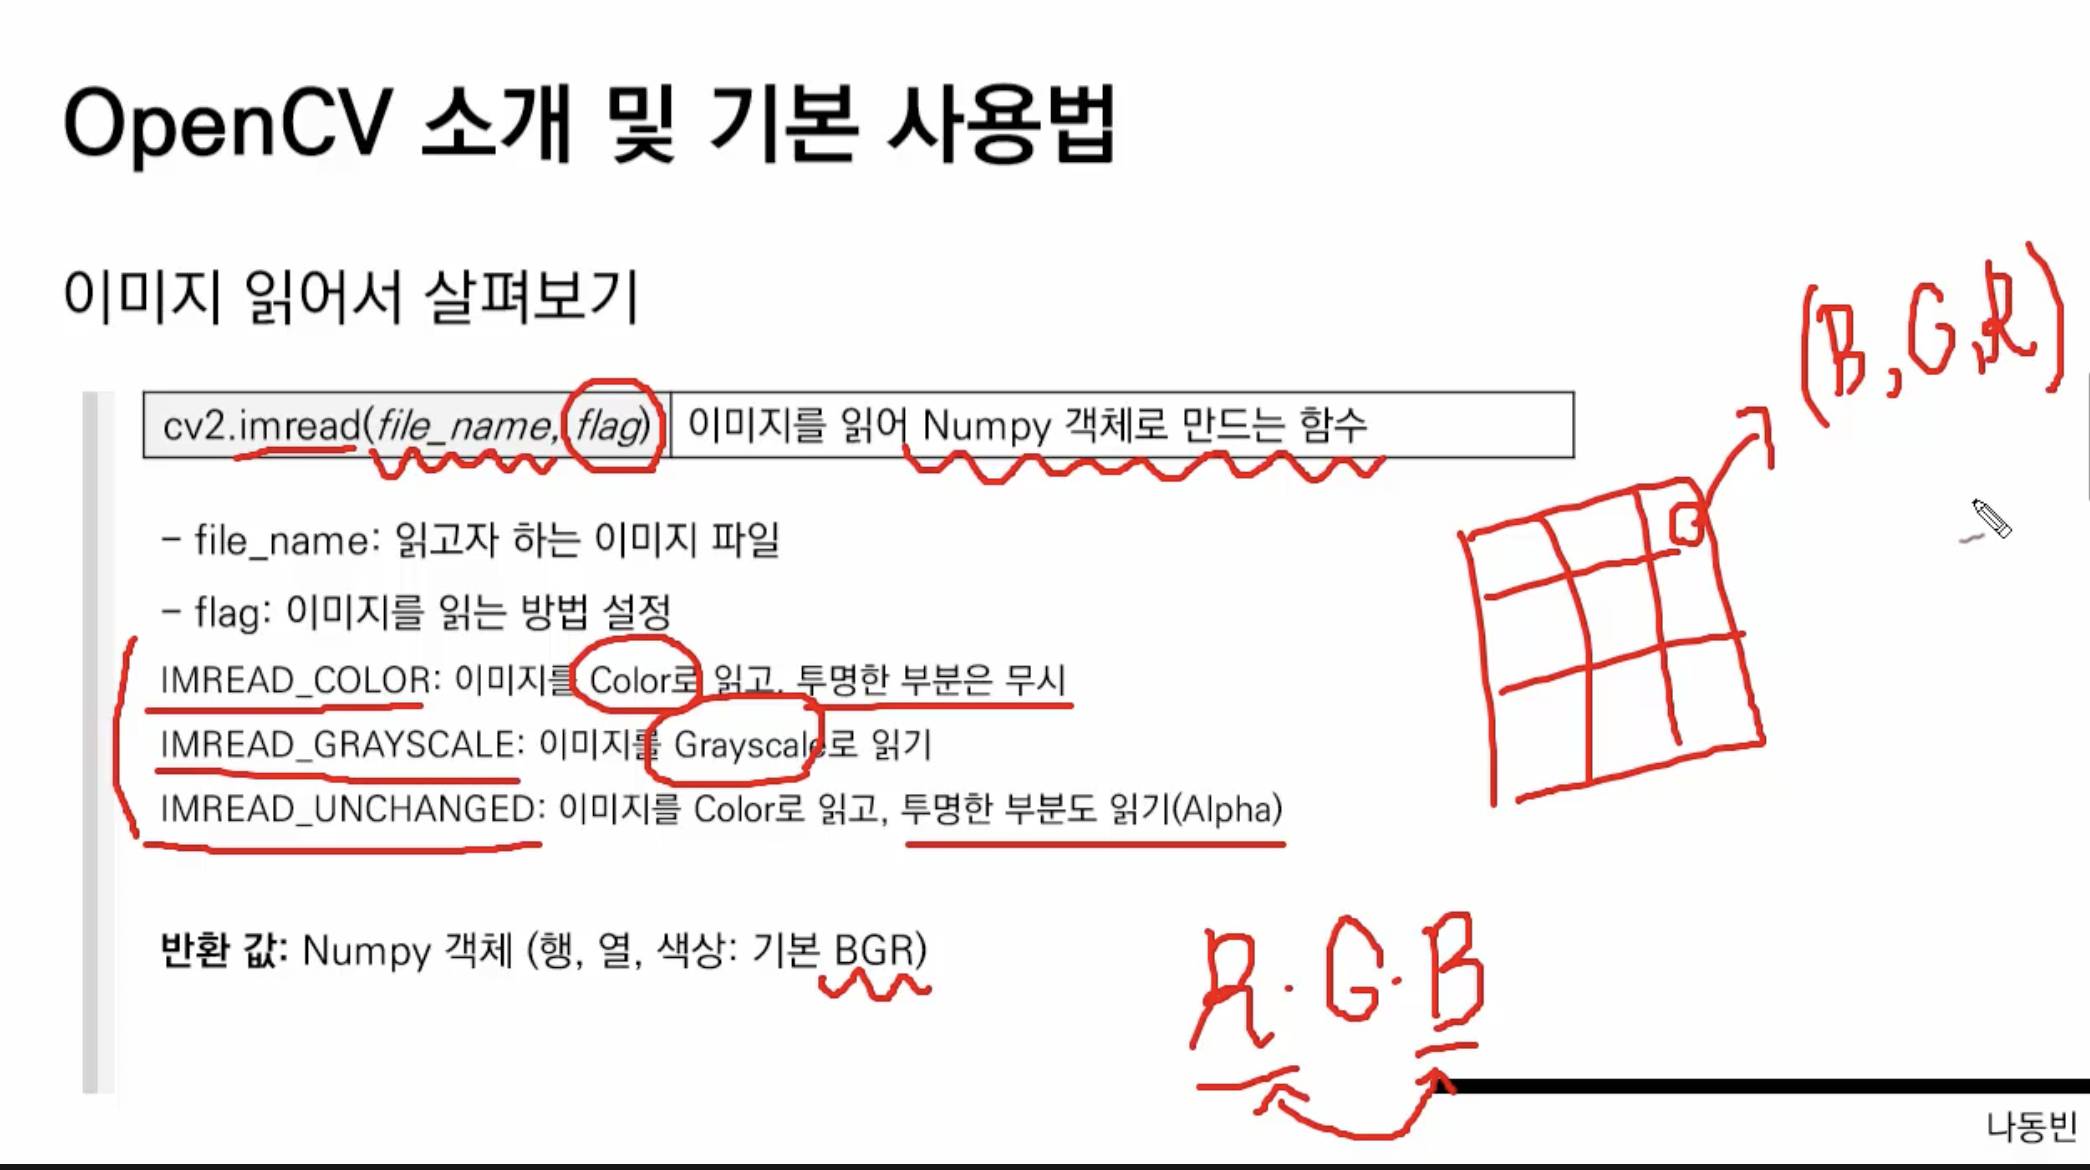 OpenCV 소개 및 기본 사용법
이미지 읽어서 살펴보기
(B, G, R)
cv2.imread(file_name, flag) 이미지를 읽어 Numpy 객체로 만드는 함수
- file_name: 읽고자 하는 이미지 파일
- flag: 이미지를 읽는 방법 설정
IMREAD_COLOR: 이미지를 Color로 읽고, 투명한 부분은 무시
IMREAD_GRAYSCALE: 이미지를 Grayscale로 읽기
IMREAD_UNCHANGED: 이미지를 Color로 읽고, 투명한 부분도 읽기(Alpha)
반환 값: Numpy 객체 (행, 열, 색상: 기본 BGR)
R·G·B
나동빈